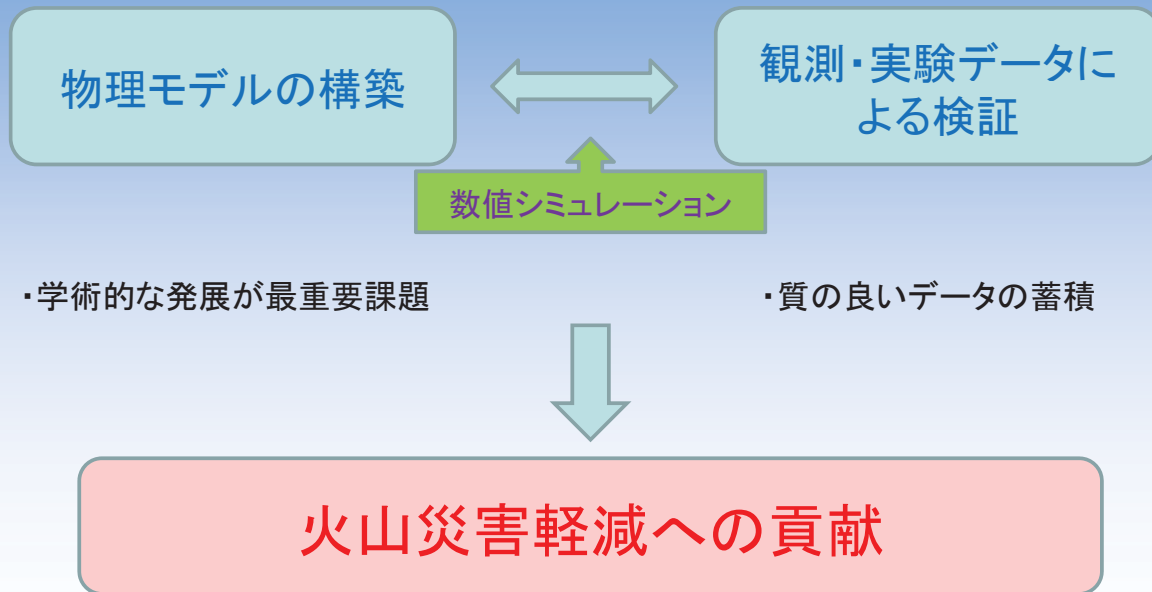 物理モデルの構築
観測・実験データに
よる検証
数値シミュレーション
・学術的な発展が最重要課題
・質の良いデータの蓄積
火山災害軽減への貢献